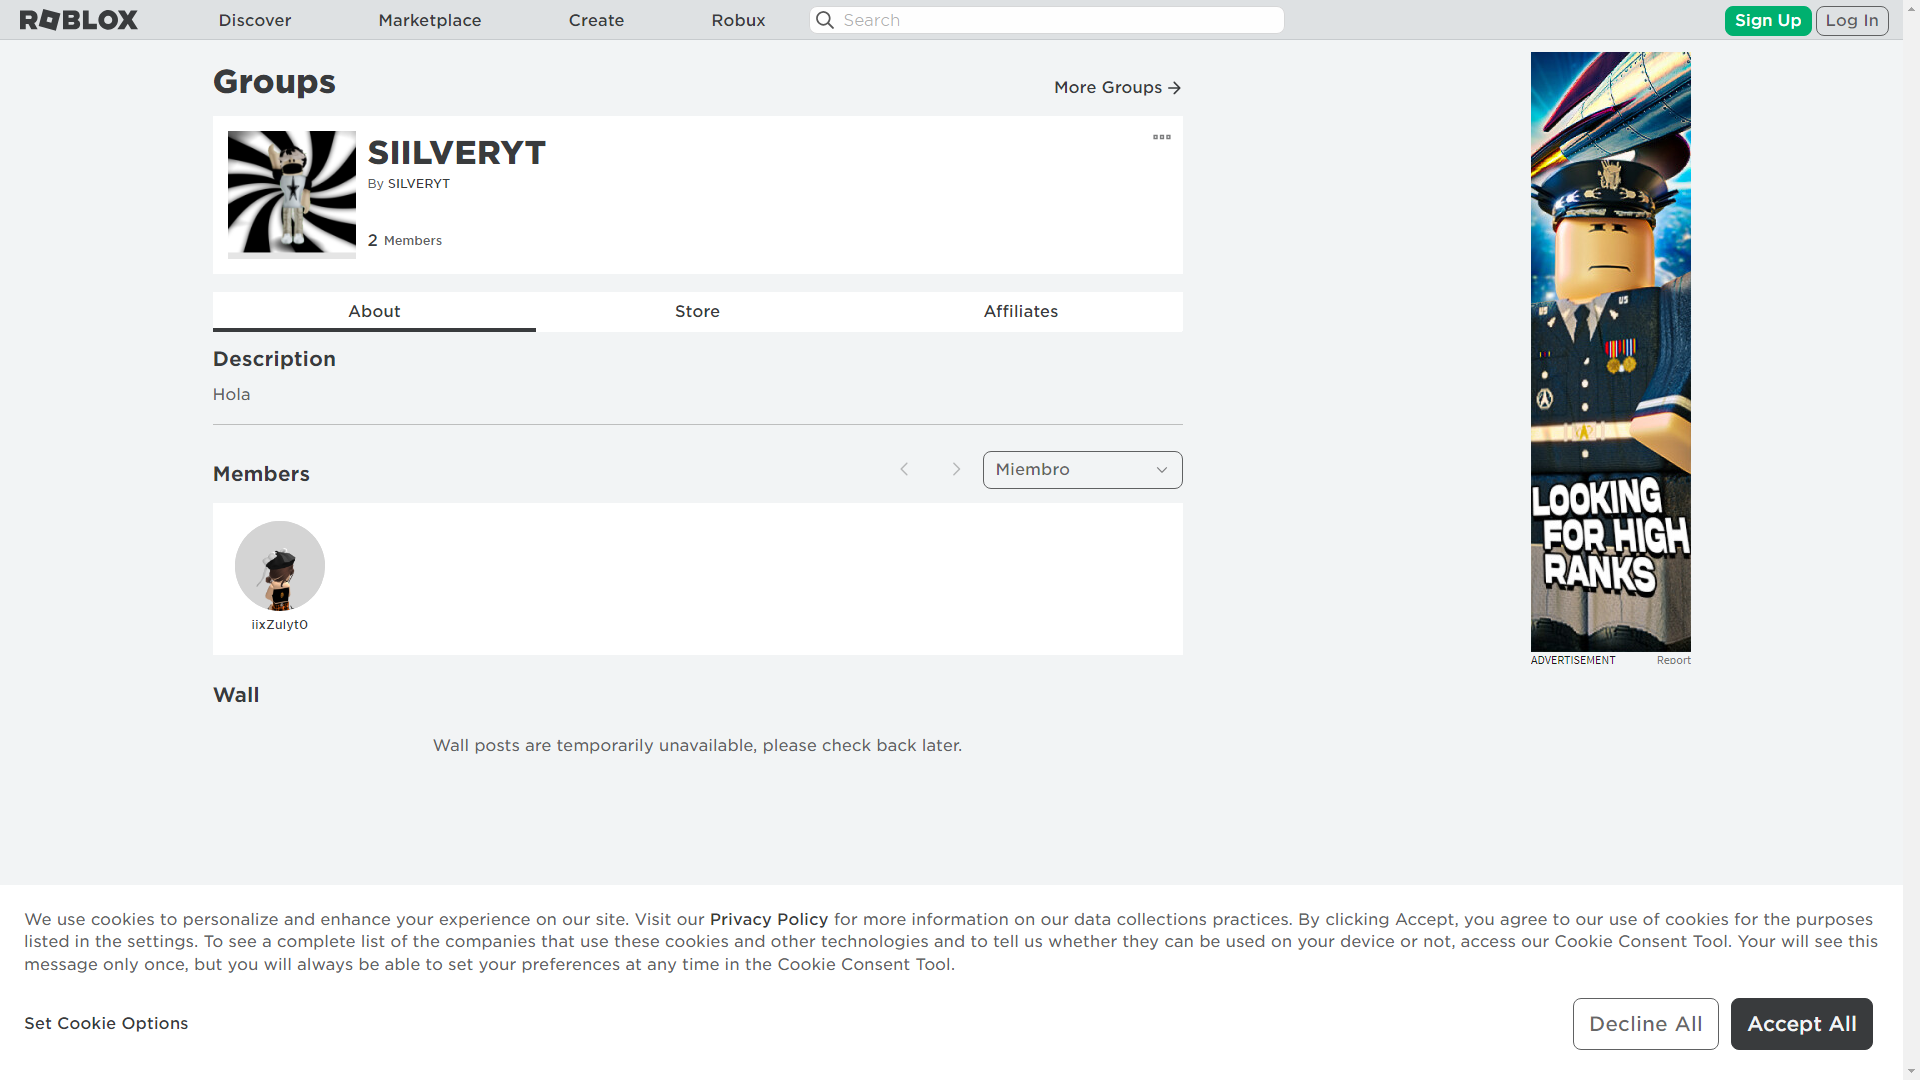 ROBLOX
Discover
Marketplace
Create
Robux
Search
Sign Up
Log In
Groups
More Groups
SIILVERYT
By SILVERYT
2 Members
About
Store
Affiliates
Description
Hola
Members
Miembro
iixZulyt0
Wall
Wall posts are temporarily unavailable, please check back later.
US
US
LOOKING
FOR HIGH
RANKS
ADVERTISEMENT
Report
We use cookies to personalize and enhance your experience on our site. Visit our Privacy Policy for more information on our data collections practices. By clicking Accept, you agree to our use of cookies for the purposes
listed in the settings. To see a complete list of the companies that use these cookies and other technologies and to tell us whether they can be used on your device or not, access our Cookie Consent Tool. Your will see this
message only once, but you will always be able to set your preferences at any time in the Cookie Consent Tool.
Set Cookie Options
Decline All
Accept All